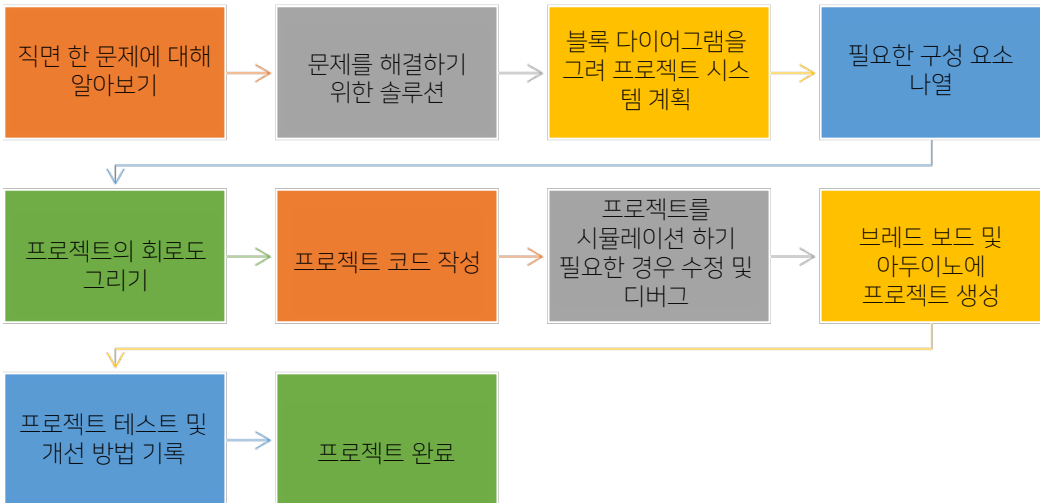 직면 한 문제에 대해
알아보기
문제를 해결하기
위한 솔루션
블록 다이어그램을
그려 프로젝트 시스
템 계획
필요한 구성 요소
나열
프로젝트의 회로도
그리기
프로젝트 코드 작성
프로젝트를
시뮬레이션 하기
필요한 경우 수정 및
디버그
브레드 보드 및
아두이노에
프로젝트 생성
프로젝트 테스트 및
개선 방법 기록
프로젝트 완료